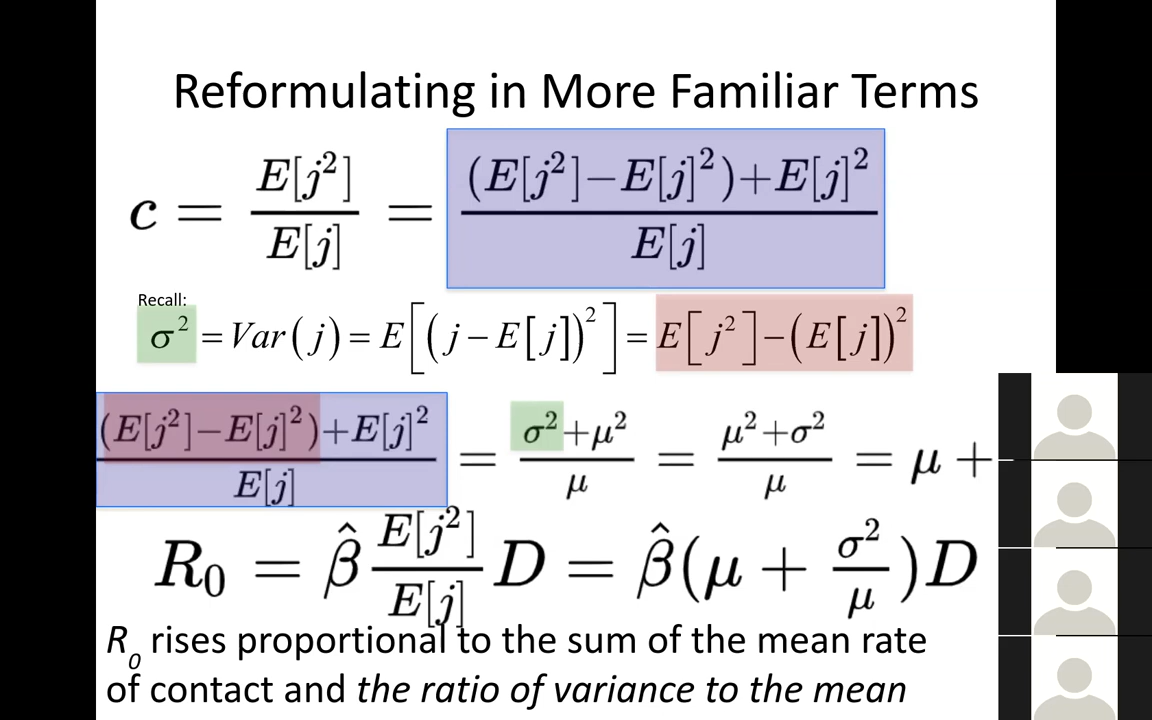 Reformulating in More Familiar Terms
c = E[j²]/E[j] = ((E[j²]−E[j]²)+E[j]²)/E[j]
Recall:
σ² = Var(j) = E[(j−E[j])²] = E[j²]−(E[j])²
((E[j²]−E[j]²)+E[j]²)/E[j] = (σ²+μ²)/μ = (μ²+σ²)/μ = μ +
R₀ = β̂ E[j²]/E[j] D = β̂(μ + σ²/μ)D
R₀ rises proportional to the sum of the mean rate
of contact and the ratio of variance to the mean